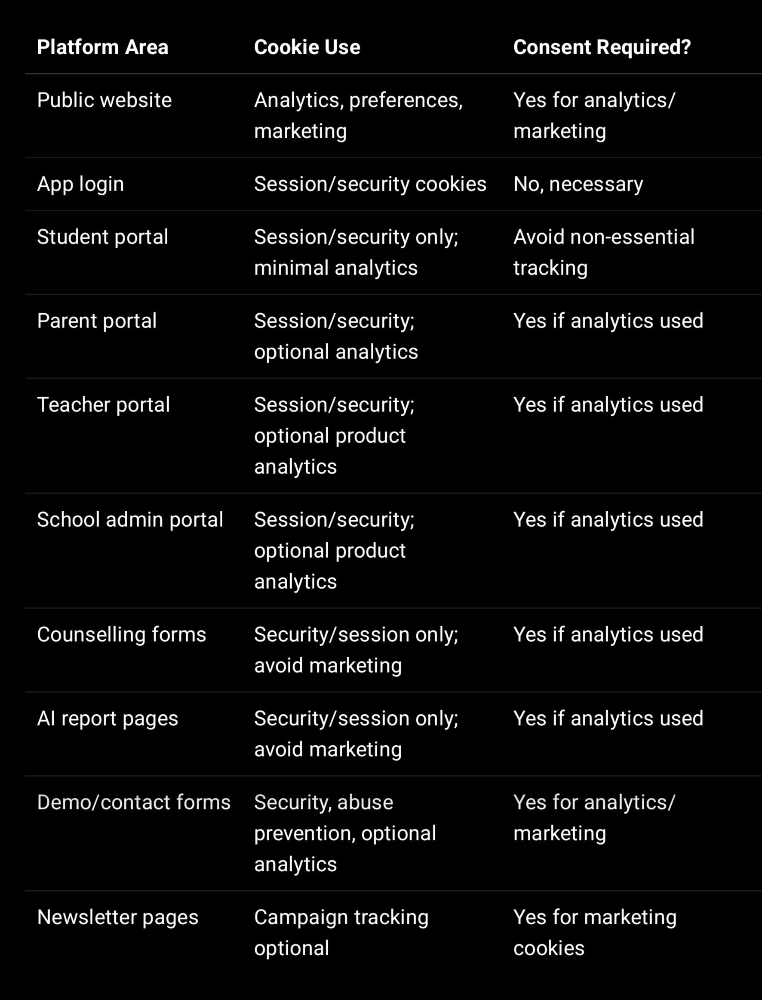 Platform Area Cookie Use Consent Required?
Public website Analytics, preferences, Yes for analytics/
marketing marketing
App login Session/security cookies No, necessary
Student portal Session/security only; Avoid non-essential
minimal analytics tracking
Parent portal Session/security; Yes if analytics used
optional analytics
Teacher portal Session/security; Yes if analytics used
optional product
analytics
School admin portal Session/security; Yes if analytics used
optional product
analytics
Counselling forms Security/session only; Yes if analytics used
avoid marketing
AI report pages Security/session only; Yes if analytics used
avoid marketing
Demo/contact forms Security, abuse Yes for analytics/
prevention, optional marketing
analytics
Newsletter pages Campaign tracking Yes for marketing
optional cookies